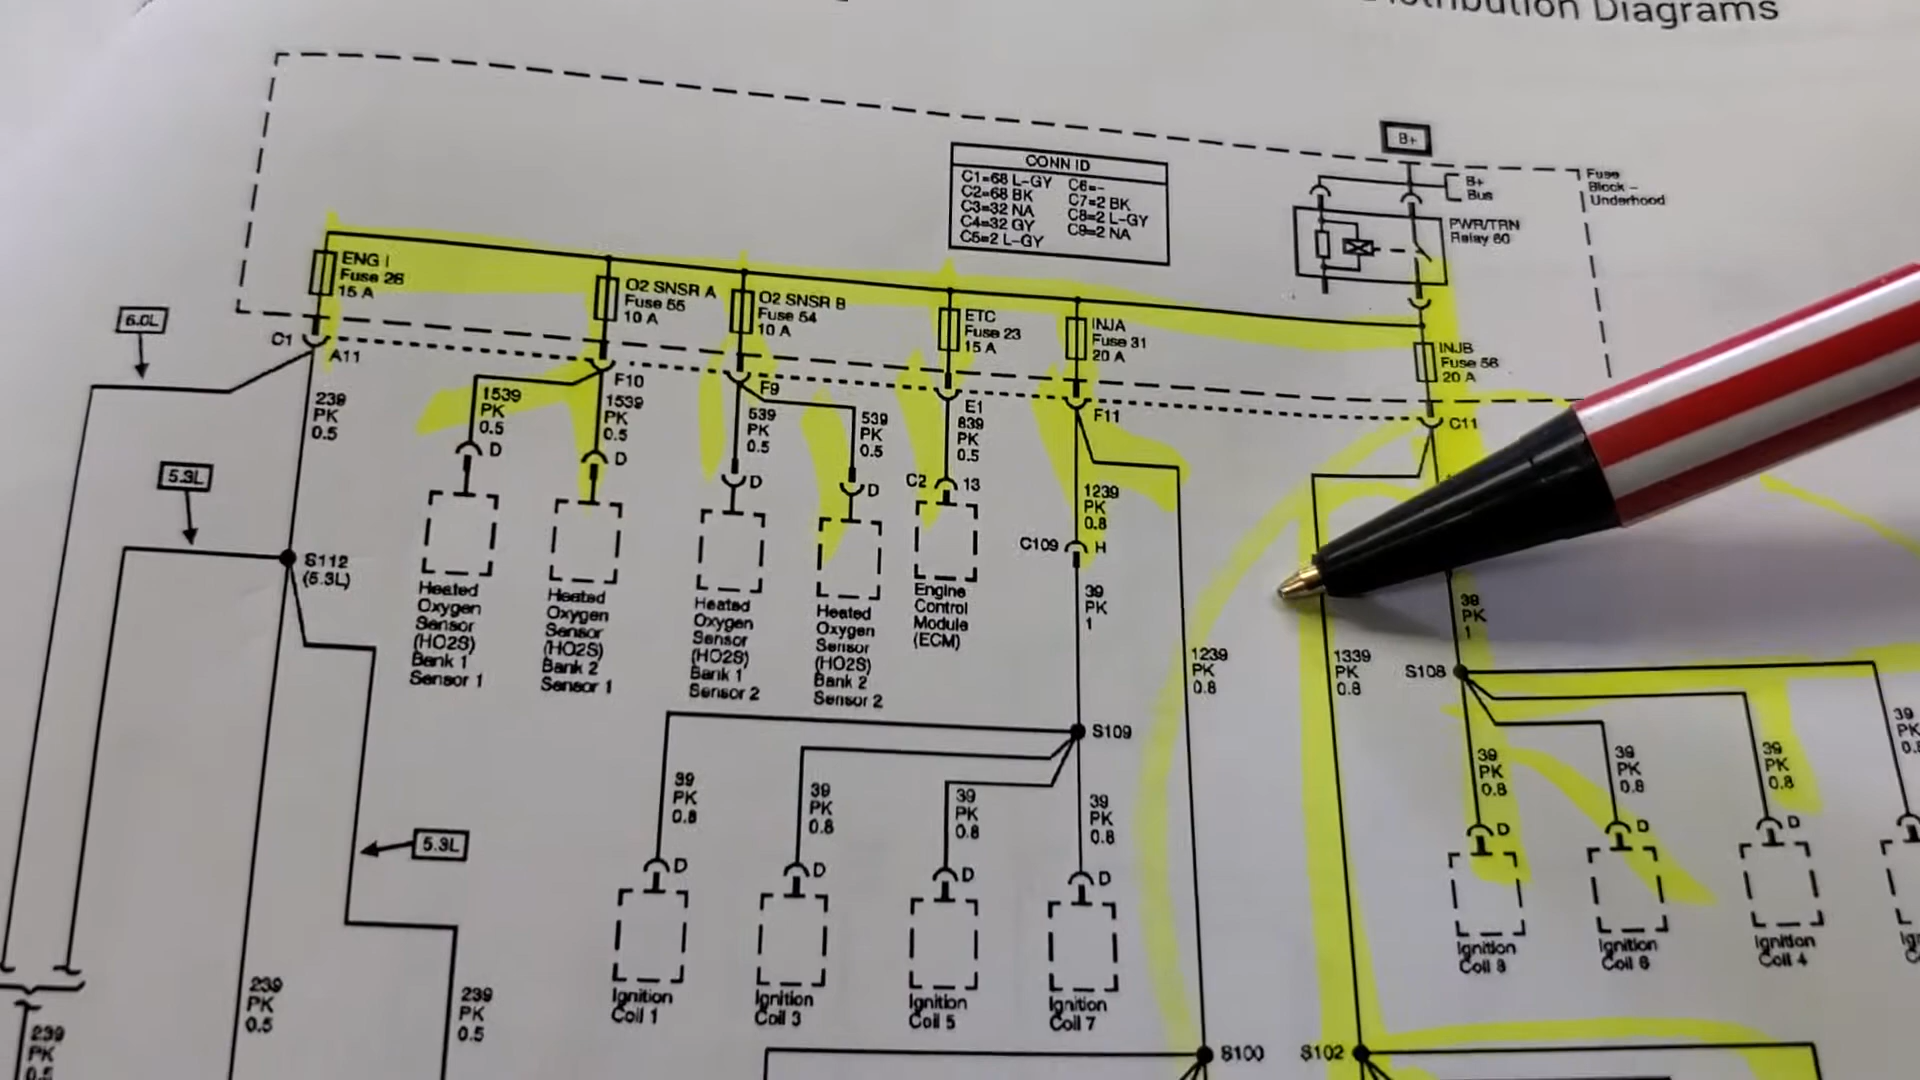 Distribution Diagrams
B+
CONN ID
C1=68 L-GY
C2=68 BK
C3=32 NA
C4=32 GY
C5=2 L-GY
C6=-
C7=2 BK
C8=2 L-GY
C9=2 NA
B+
Bus
Fuse
Block -
Underhood
PWR/TRN
Relay 60
ENG I
Fuse 26
15 A
O2 SNSR A
Fuse 55
10 A
O2 SNSR B
Fuse 54
10 A
ETC
Fuse 23
15 A
INJA
Fuse 31
20 A
INJB
Fuse 56
20 A
6.0L
C1
A11
F10
F9
E1
F11
C11
239
PK
0.5
1539
PK
0.5
1539
PK
0.5
539
PK
0.5
539
PK
0.5
839
PK
0.5
D
D
D
D
C2
13
1239
PK
0.8
5.3L
C109
H
S112
(5.3L)
Heated
Oxygen
Sensor
(HO2S)
Bank 1
Sensor 1
Heated
Oxygen
Sensor
(HO2S)
Bank 2
Sensor 1
Heated
Oxygen
Sensor
(HO2S)
Bank 1
Sensor 2
Heated
Oxygen
Sensor
(HO2S)
Bank 2
Sensor 2
Engine
Control
Module
(ECM)
39
PK
1
1239
PK
0.8
1339
PK
0.8
39
PK
1
S108
S109
39
PK
0.8
39
PK
0.8
39
PK
0.8
39
PK
0.8
39
PK
0.8
39
PK
0.8
39
PK
0.8
39
PK
5.3L
D
D
D
D
D
D
D
Ignition
Coil 1
Ignition
Coil 3
Ignition
Coil 5
Ignition
Coil 7
Ignition
Coil 8
Ignition
Coil 6
Ignition
Coil 4
239
PK
0.5
239
PK
0.5
239
PK
0.5
S100
S102